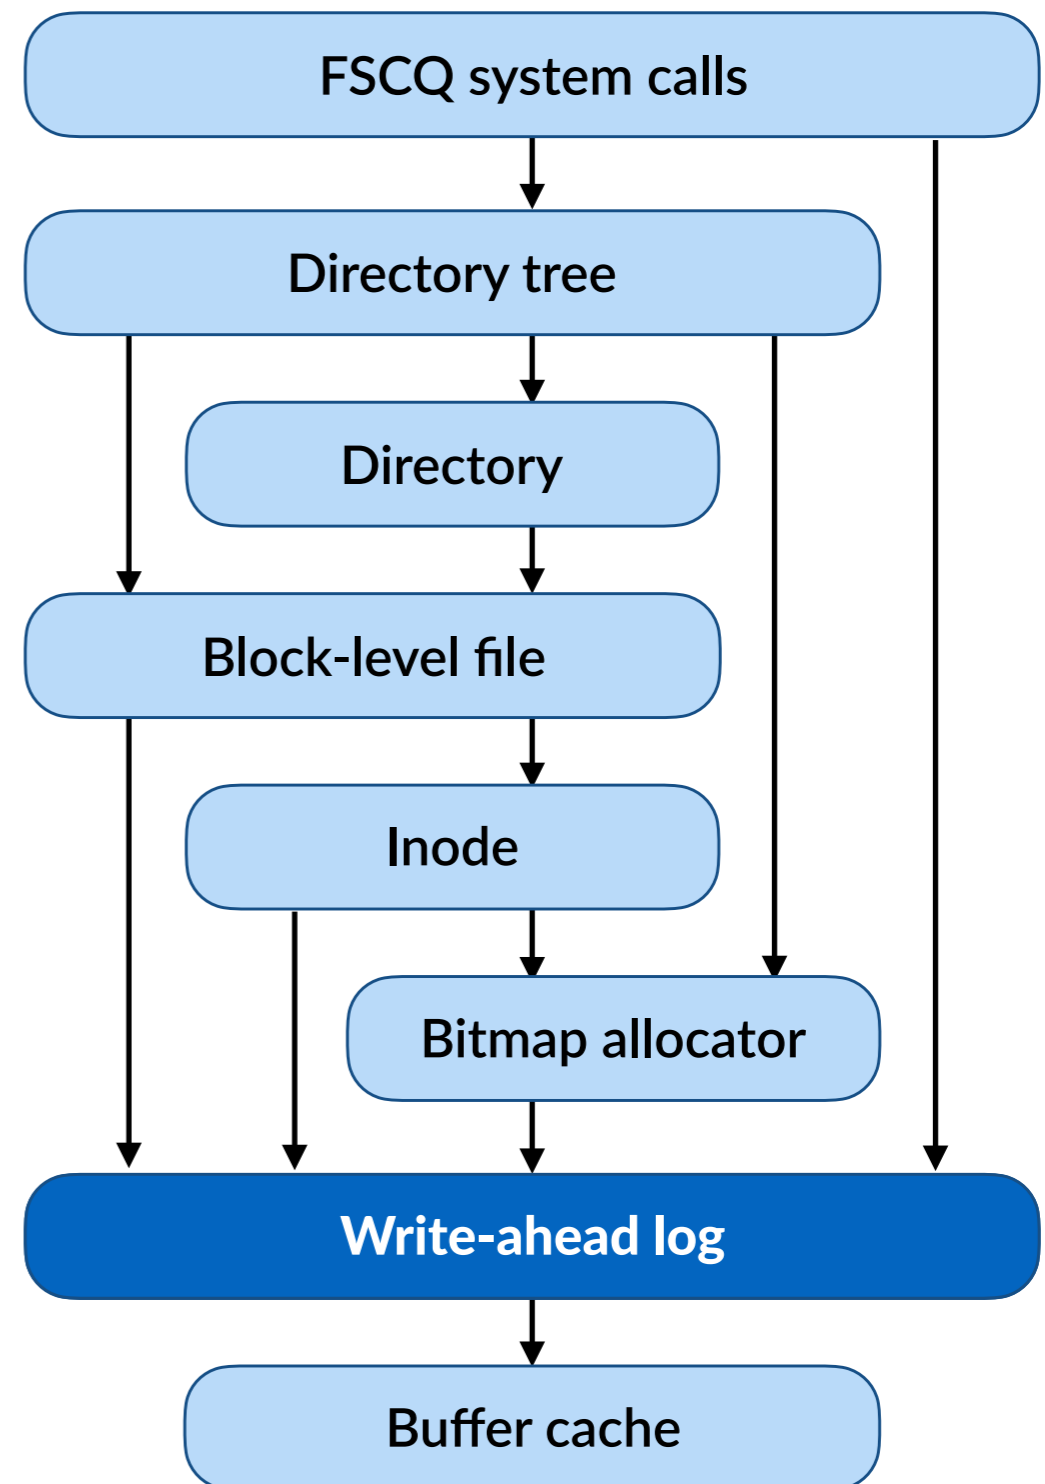 FSCQ system calls
Directory tree
Directory
Block-level file
Inode
Bitmap allocator
Write-ahead log
Buffer cache